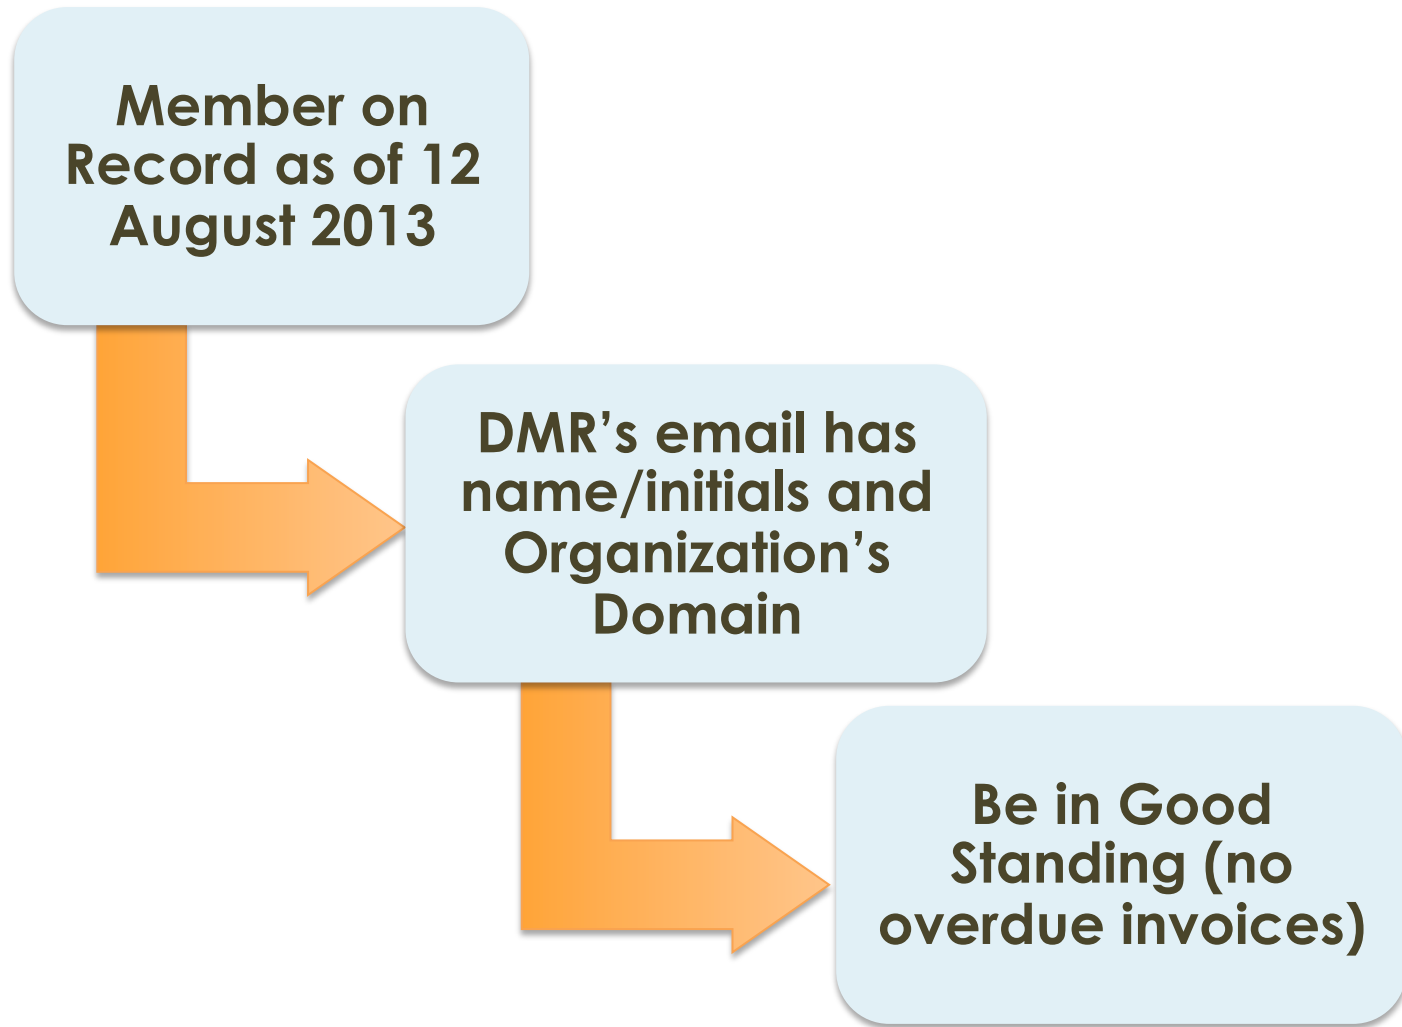 Member on
Record as of 12
August 2013
DMR’s email has
name/initials and
Organization’s
Domain
Be in Good
Standing (no
overdue invoices)